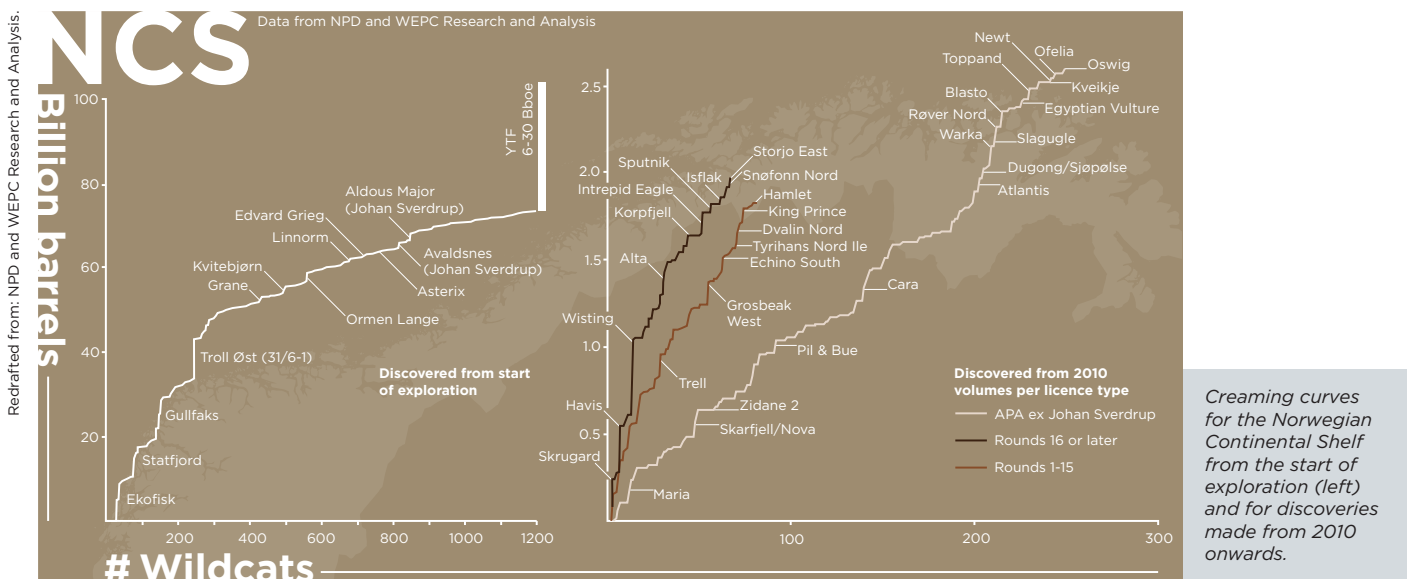 Redrafted from: NPD and WEPC Research and Analysis.
NCS
Data from NPD and WEPC Research and Analysis
Billion barrels
100
80
60
40
20
YTF
6-30 Bboe
Aldous Major
(Johan Sverdrup)
Edvard Grieg
Linnorm
Kvitebjørn
Grane
Avaldsnes
(Johan Sverdrup)
Asterix
Ormen Lange
Troll Øst (31/6-1)
Gullfaks
Statfjord
Ekofisk
Discovered from start
of exploration
200
400
600
800
1000
1200
# Wildcats
2.5
2.0
1.5
1.0
0.5
Newt
Ofelia
Toppand
Oswig
Kveikje
Blasto
Egyptian Vulture
Røver Nord
Warka
Slagugle
Dugong/Sjøpølse
Atlantis
Storjo East
Sputnik
Isflak
Snøfonn Nord
Intrepid Eagle
Hamlet
Korpfjell
King Prince
Dvalin Nord
Tyrihans Nord Ile
Alta
Echino South
Cara
Grosbeak
West
Wisting
Pil & Bue
Trell
Havis
Zidane 2
Skarfjell/Nova
Skrugard
Maria
Discovered from 2010
volumes per licence type
APA ex Johan Sverdrup
Rounds 16 or later
Rounds 1-15
100
200
300
Creaming curves
for the Norwegian
Continental Shelf
from the start of
exploration (left)
and for discoveries
made from 2010
onwards.